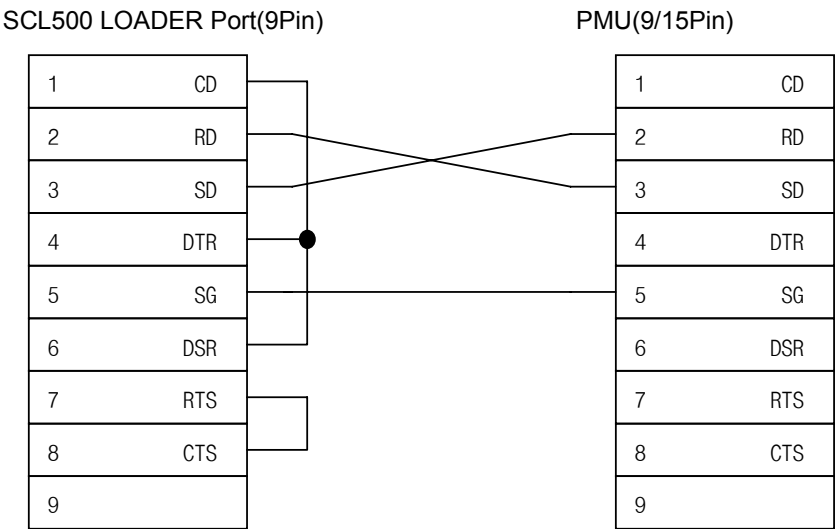 SCL500 LOADER Port(9Pin) PMU(9/15Pin)
1 CD 1 CD
2 RD 2 RD
3 SD 3 SD
4 DTR 4 DTR
5 SG 5 SG
6 DSR 6 DSR
7 RTS 7 RTS
8 CTS 8 CTS
9 9